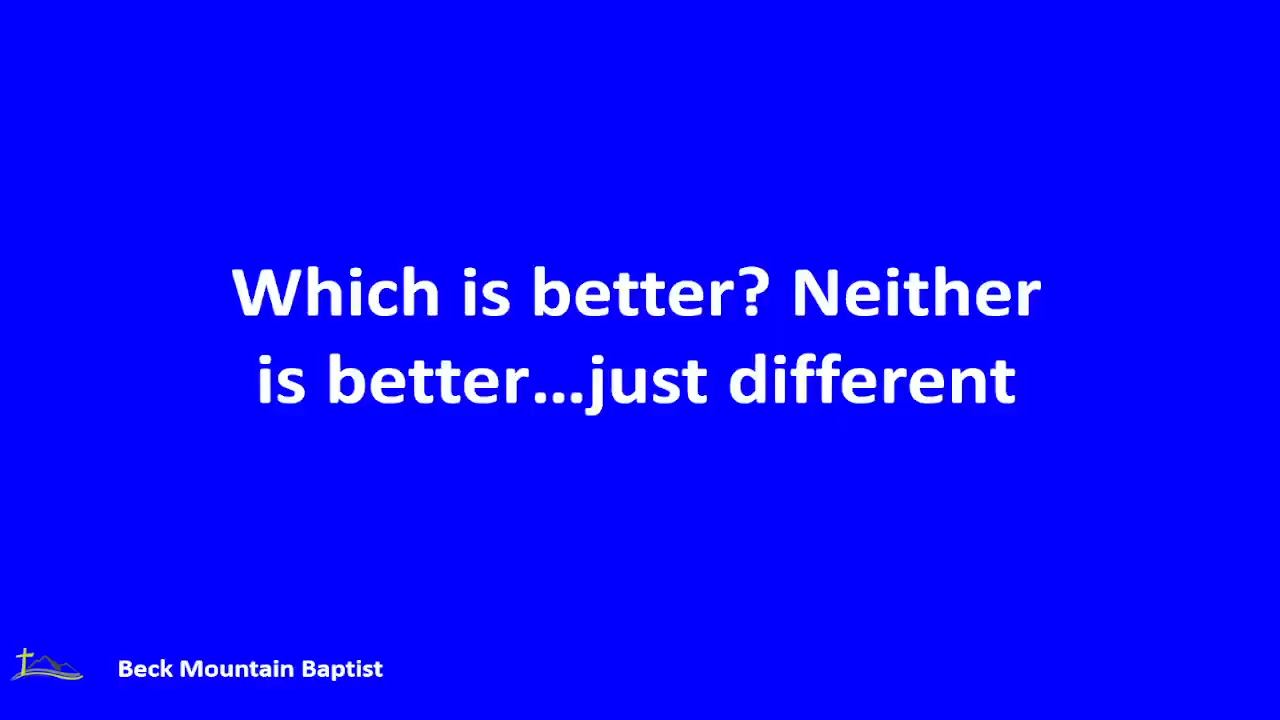 Which is better? Neither
is better...just different
Beck Mountain Baptist